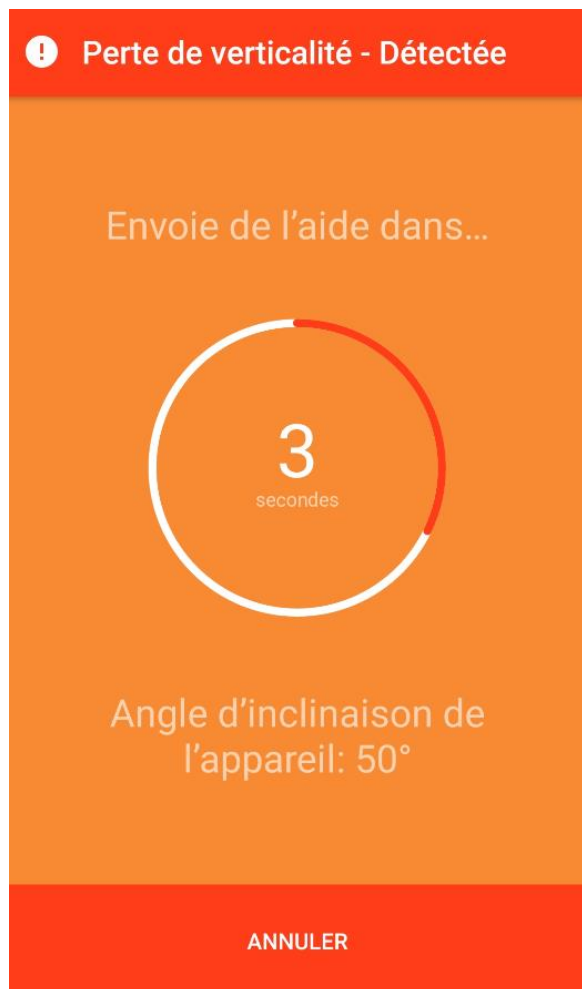 Perte de verticalité - Détectée
Envoie de l’aide dans…
3
secondes
Angle d’inclinaison de
l’appareil: 50°
ANNULER